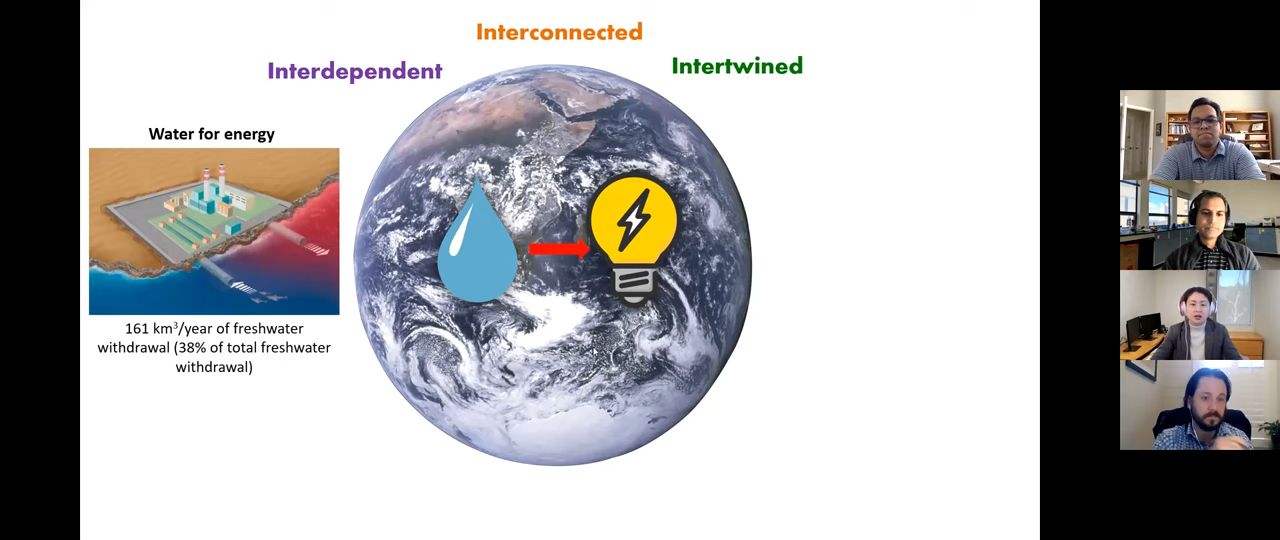 Interconnected
Interdependent
Intertwined
Water for energy
161 km³/year of freshwater
withdrawal (38% of total freshwater
withdrawal)